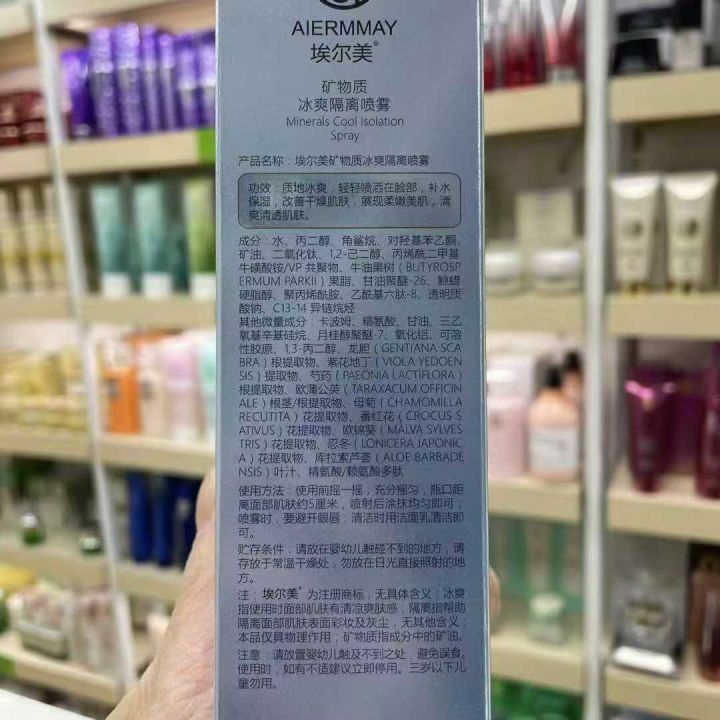 AIERMMAY
埃尔美®
矿物质
冰爽隔离喷雾
Minerals Cool Isolation
Spray
产品名称：埃尔美矿物质冰爽隔离喷雾
功效：质地冰爽，轻轻喷洒在脸部，补水
保湿，改善干燥肌肤，展现柔嫩美肌，清
爽清透肌肤。
成分：水、丙二醇、角鲨烷、对羟基苯乙酮、
矿油、二氧化钛、1,2-己二醇、丙烯酰二甲基
牛磺酸铵/VP 共聚物、牛油果树（BUTYROSP
ERMUM PARKII）果脂、甘油聚醚-26、鲸蜡
硬脂醇、聚丙烯酰胺、乙酰基六肽-8、透明质
酸钠、C13-14 异链烷烃
其他微量成分：卡波姆、精氨酸、甘油、三乙
氧基辛基硅烷、月桂醇聚醚-7、氧化铝、可溶
性胶原、1,3-丙二醇、龙胆（GENTIANA SCA
BRA）根提取物、紫花地丁（VIOLA YEDOEN
SIS）提取物、芍药（PAEONIA LACTIFLORA）
根提取物、欧蒲公英（TARAXACUM OFFICIN
ALE）根茎/根提取物、母菊（CHAMOMILLA
RECUTITA）花提取物、番红花（CROCUS S
ATIVUS）花提取物、欧锦葵（MALVA SYLVES
TRIS）花提取物、忍冬（LONICERA JAPONIC
A）花提取物、库拉索芦荟（ALOE BARBADE
NSIS）叶汁、精氨酸/赖氨酸多肽
使用方法：使用前摇一摇，充分摇匀，瓶口距
离面部肌肤约5厘米，喷射后涂抹均匀即可；
喷雾时，要避开眼唇；清洁时用洁面乳清洁即
可。
贮存条件：请放在婴幼儿触碰不到的地方，请
存放于常温干燥处，勿放在日光直接照射的地
方。
注：埃尔美®为注册商标，无具体含义；冰爽
指使用时面部肌肤有清凉爽肤感；隔离指帮助
隔离面部肌肤表面彩妆及灰尘，无其他含义；
本品仅具物理作用；矿物质指成分中的矿油。
注意：请放置婴幼儿触及不到之处，避免误食。
使用时，如有不适建议立即停用。三岁以下儿
童勿用。